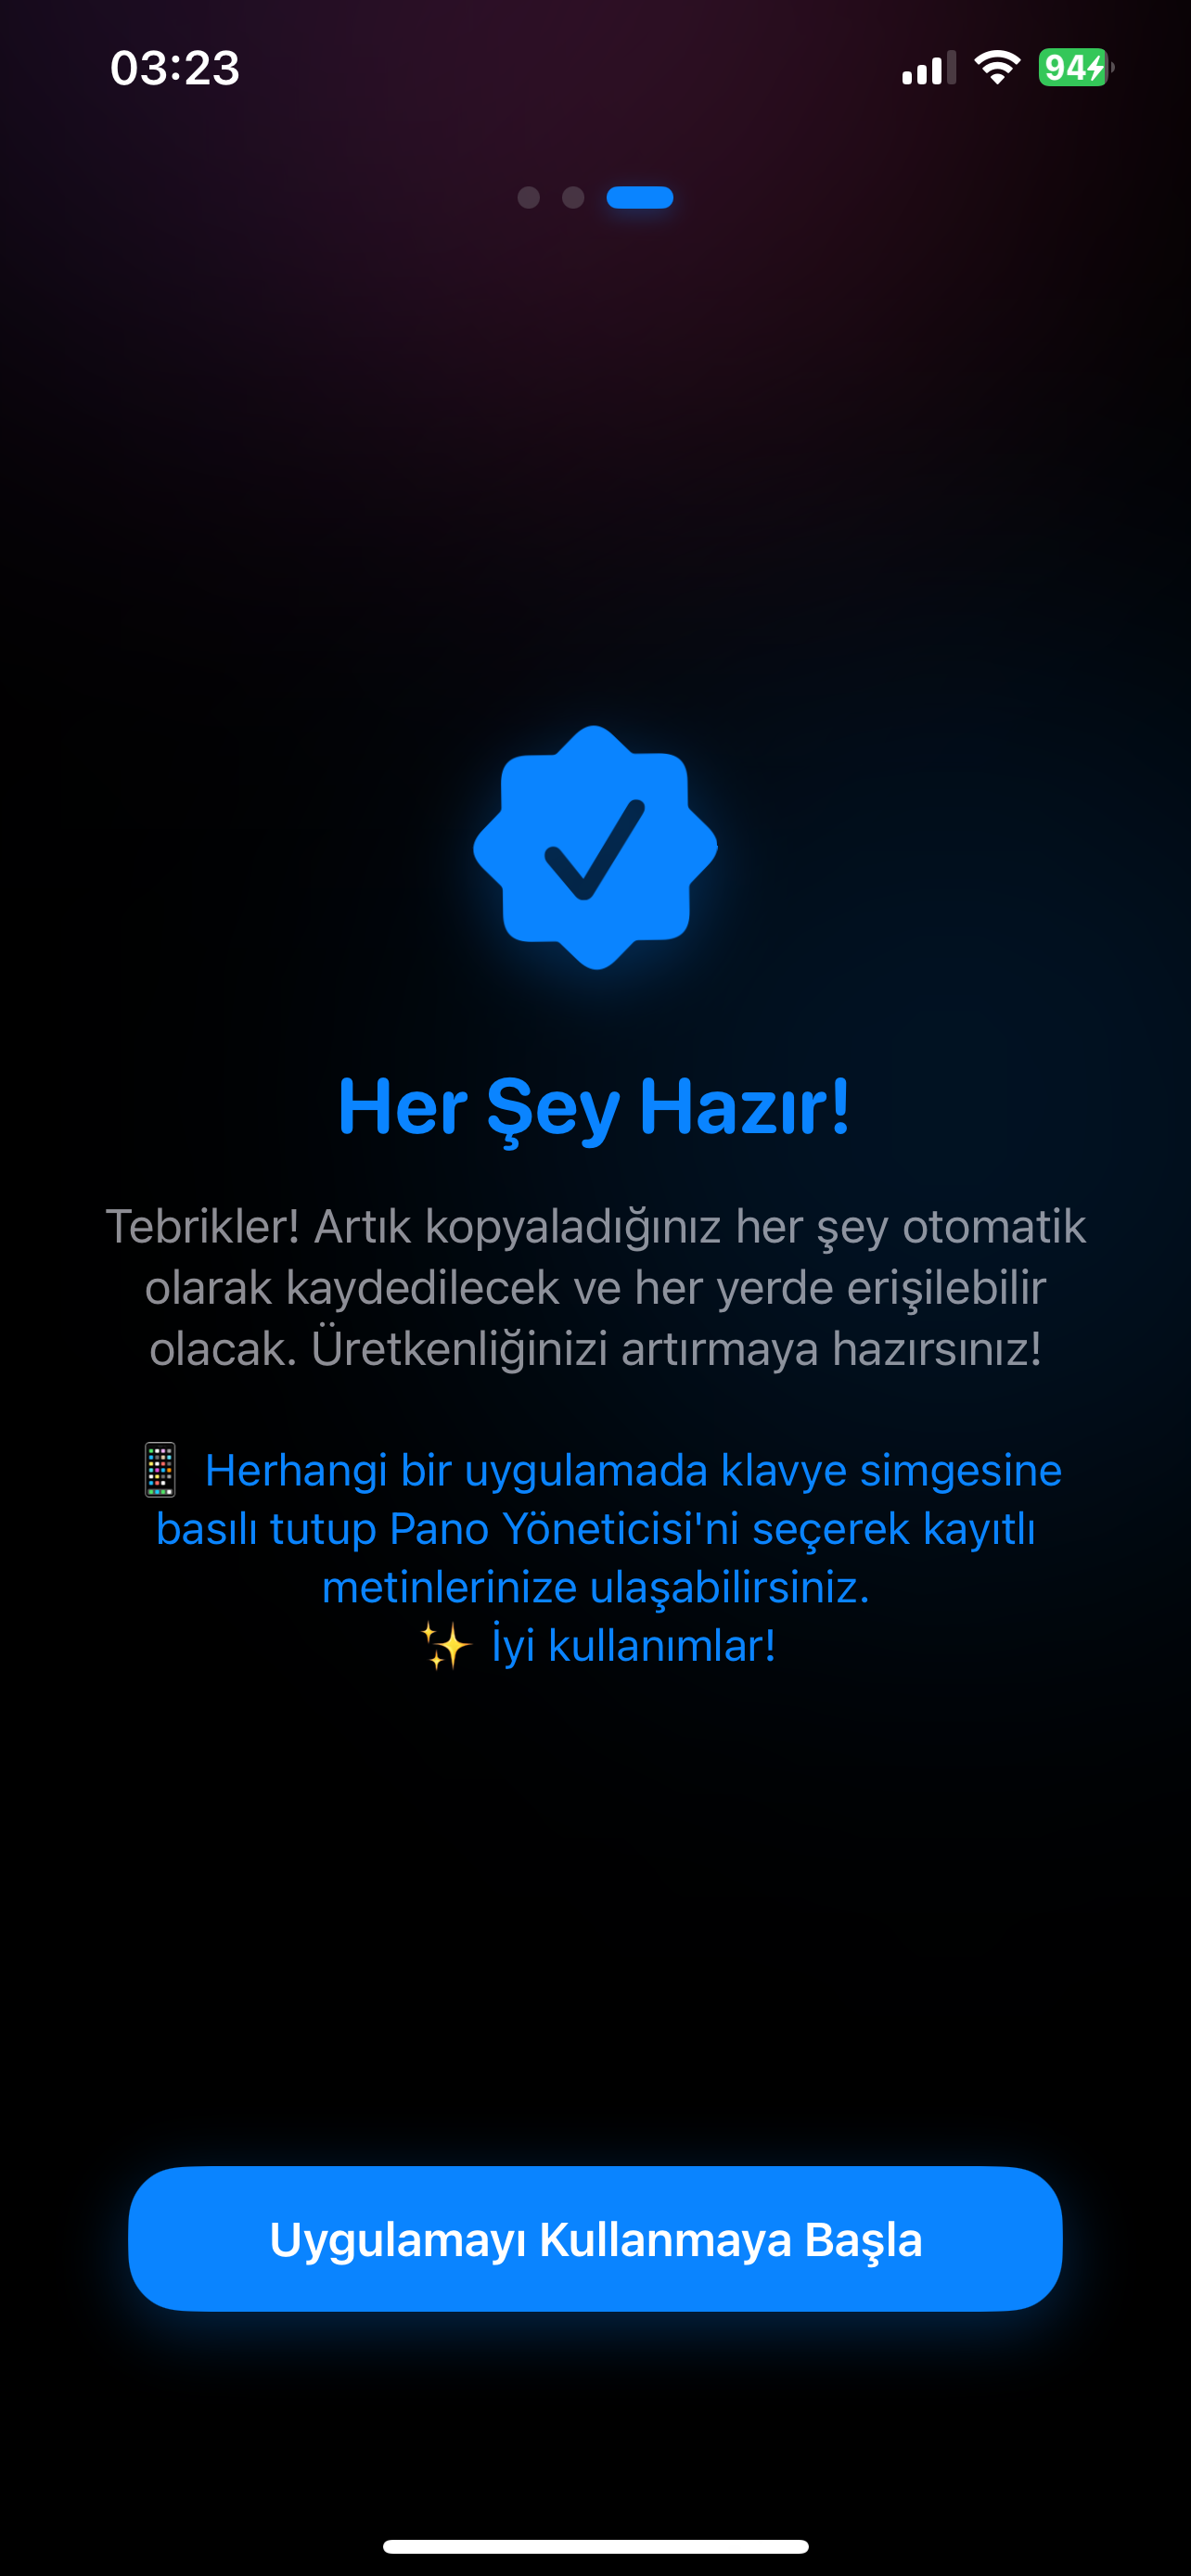 03:23
94
Her Şey Hazır!
Tebrikler! Artık kopyaladığınız her şey otomatik
olarak kaydedilecek ve her yerde erişilebilir
olacak. Üretkenliğinizi artırmaya hazırsınız!
📱 Herhangi bir uygulamada klavye simgesine
basılı tutup Pano Yöneticisi'ni seçerek kayıtlı
metinlerinize ulaşabilirsiniz.
✨ İyi kullanımlar!
Uygulamayı Kullanmaya Başla